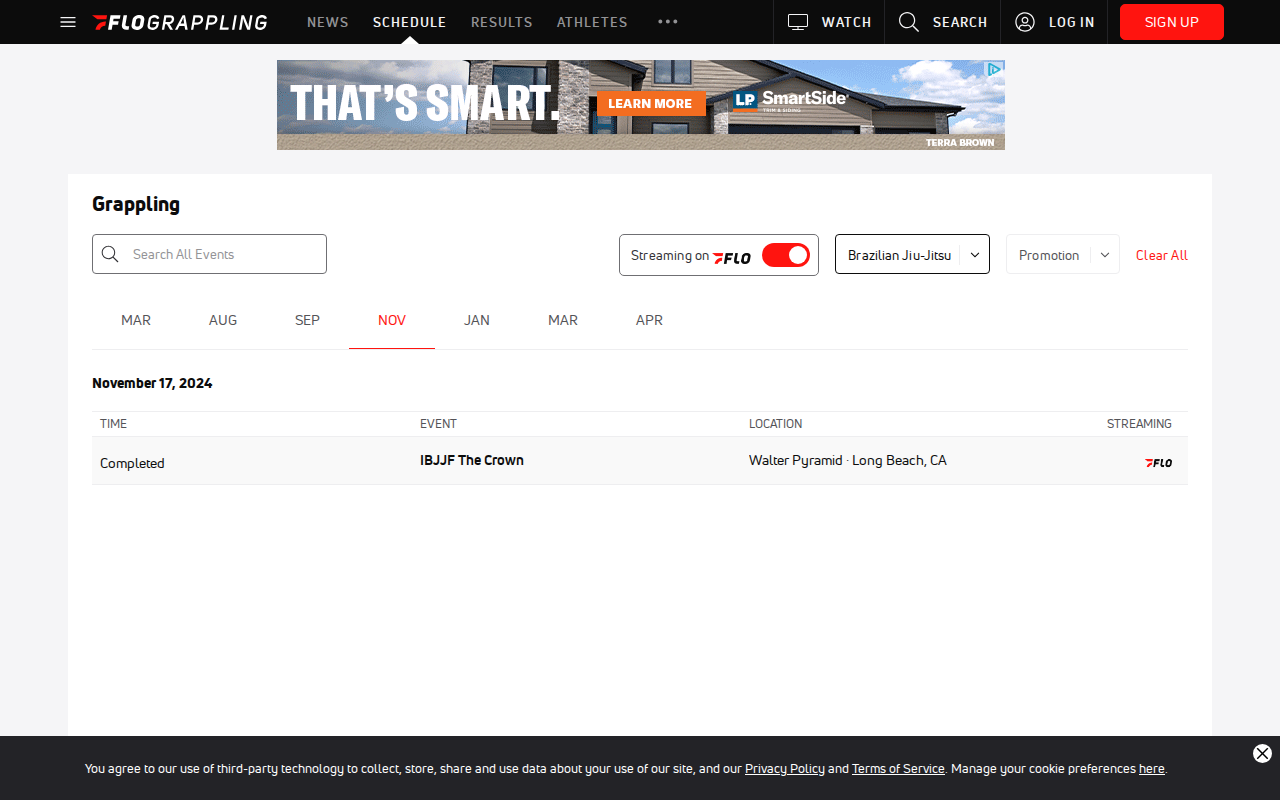 FLOGRAPPLING NEWS SCHEDULE RESULTS ATHLETES ••• WATCH SEARCH LOG IN SIGN UP
THAT'S SMART. LEARN MORE LP SmartSide
TRIM & SIDING
TERRA BROWN
Grappling
Search All Events Streaming on FLO Brazilian Jiu-Jitsu Promotion Clear All
MAR AUG SEP NOV JAN MAR APR
November 17, 2024
TIME EVENT LOCATION STREAMING
Completed IBJJF The Crown Walter Pyramid · Long Beach, CA FLO
You agree to our use of third-party technology to collect, store, share and use data about your use of our site, and our Privacy Policy and Terms of Service. Manage your cookie preferences here.